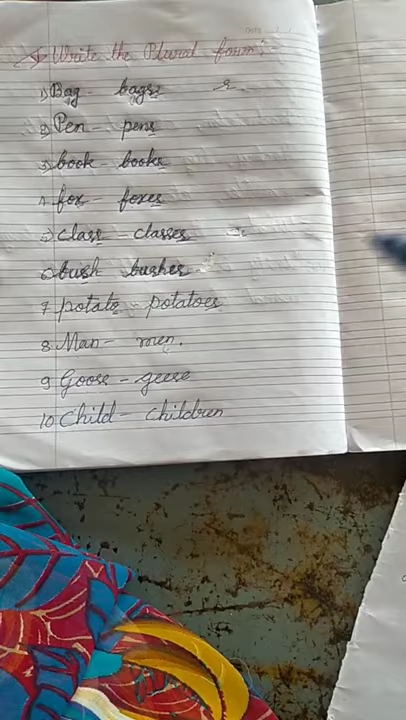 I Write the Plural form:
1) Bag - bags s
2) Pen - pens
3) book - books
4 fox - foxes
5) class - classes
6 bush bushes
7 potato - potatoes
8 Man - men.
9 Goose - geese
10 Child - children